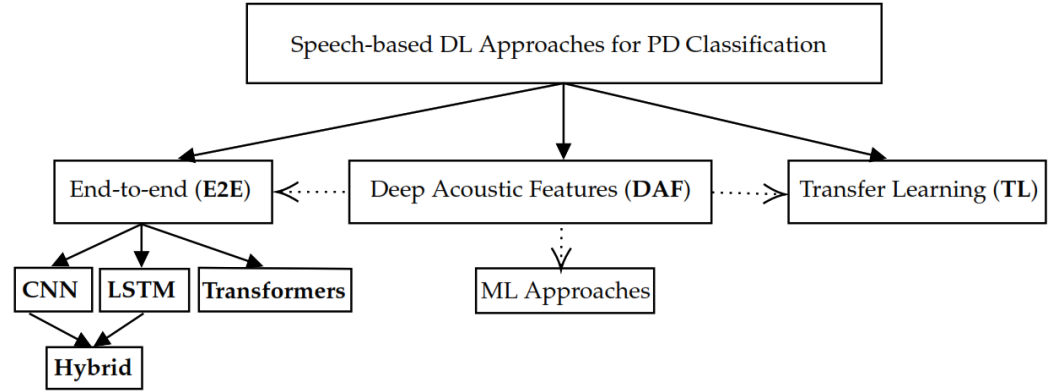 Speech-based DL Approaches for PD Classification
End-to-end (E2E)
Deep Acoustic Features (DAF)
Transfer Learning (TL)
CNN
LSTM
Transformers
ML Approaches
Hybrid